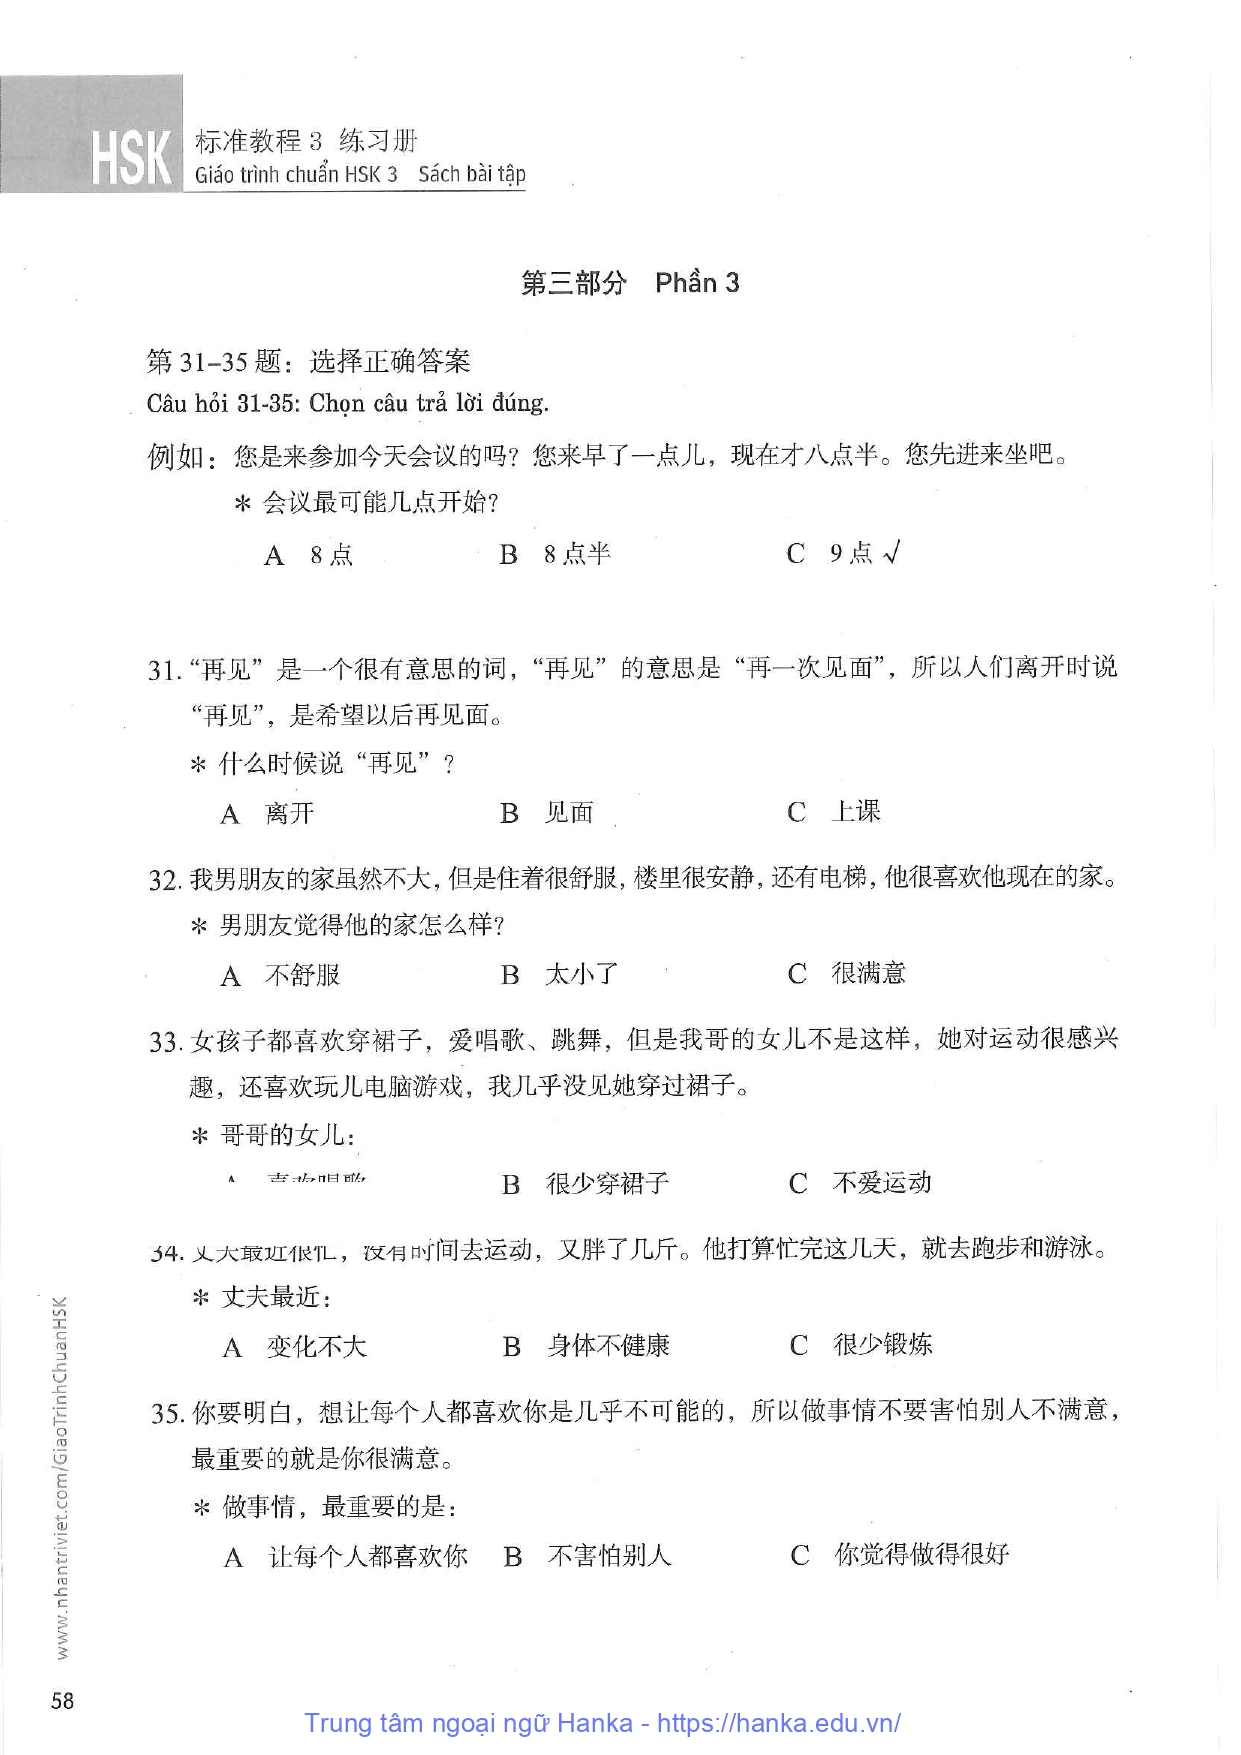 HSK
标准教程 3 练习册
Giáo trình chuẩn HSK 3 Sách bài tập
第三部分 Phần 3
第 31–35 题：选择正确答案
Câu hỏi 31-35: Chọn câu trả lời đúng.
例如：您是来参加今天会议的吗？您来早了一点儿，现在才八点半。您先进来坐吧。
* 会议最可能几点开始？
A 8 点 B 8 点半 C 9 点 √
31. “再见”是一个很有意思的词，“再见”的意思是“再一次见面”，所以人们离开时说
“再见”，是希望以后再见面。
* 什么时候说“再见”？
A 离开 B 见面 C 上课
32. 我男朋友的家虽然不大，但是住着很舒服，楼里很安静，还有电梯，他很喜欢他现在的家。
* 男朋友觉得他的家怎么样？
A 不舒服 B 太小了 C 很满意
33. 女孩子都喜欢穿裙子，爱唱歌、跳舞，但是我哥的女儿不是这样，她对运动很感兴
趣，还喜欢玩儿电脑游戏，我几乎没见她穿过裙子。
* 哥哥的女儿：
B 很少穿裙子 C 不爱运动
34. 丈夫最近很忙，没有时间去运动，又胖了几斤。他打算忙完这几天，就去跑步和游泳。
* 丈夫最近：
A 变化不大 B 身体不健康 C 很少锻炼
35. 你要明白，想让每个人都喜欢你是几乎不可能的，所以做事情不要害怕别人不满意，
最重要的就是你很满意。
* 做事情，最重要的是：
A 让每个人都喜欢你 B 不害怕别人 C 你觉得做得很好
www.nhantriviet.com/GiaoTrinhChuanHSK
58
Trung tâm ngoại ngữ Hanka - https://hanka.edu.vn/